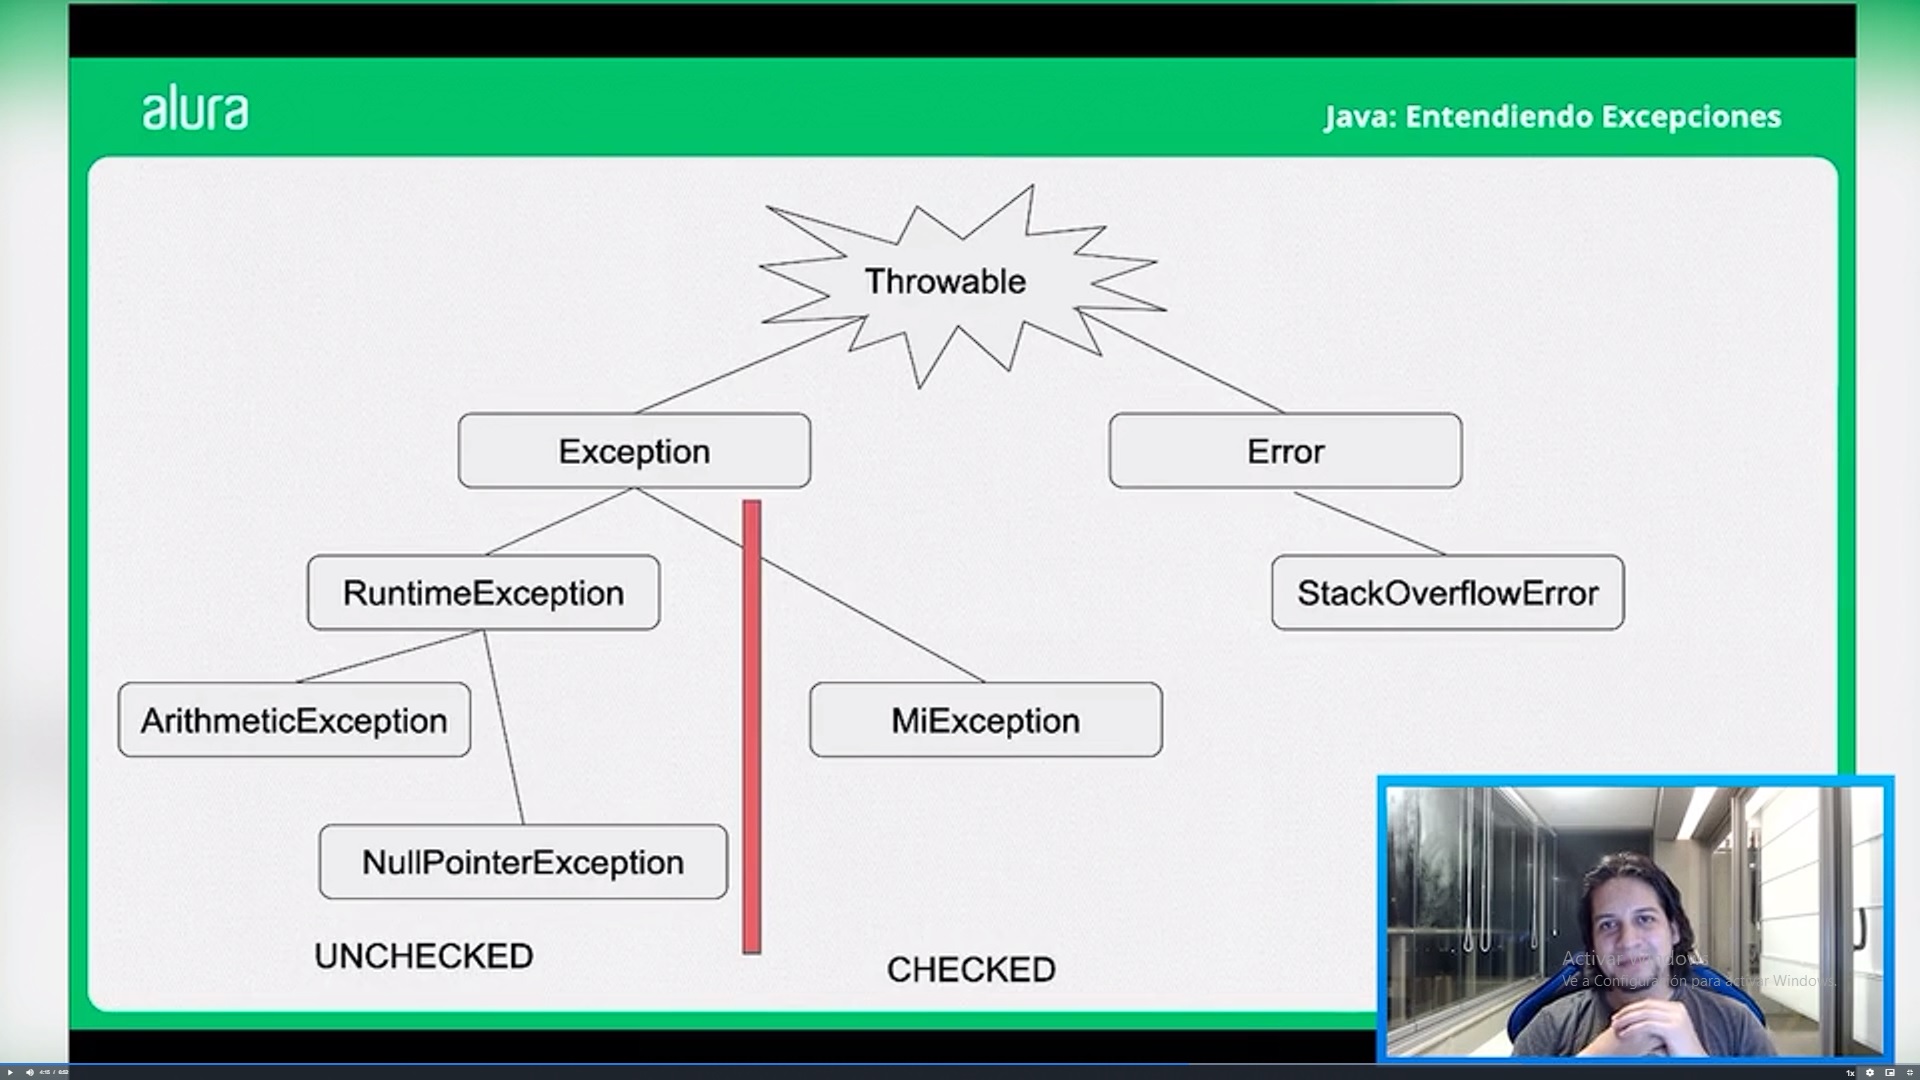 alura
Java: Entendiendo Excepciones
Throwable
Exception
Error
RuntimeException
StackOverflowError
ArithmeticException
MiException
NullPointerException
UNCHECKED
CHECKED
Activar Windows
Ve a Configuración para activar Windows.
1x